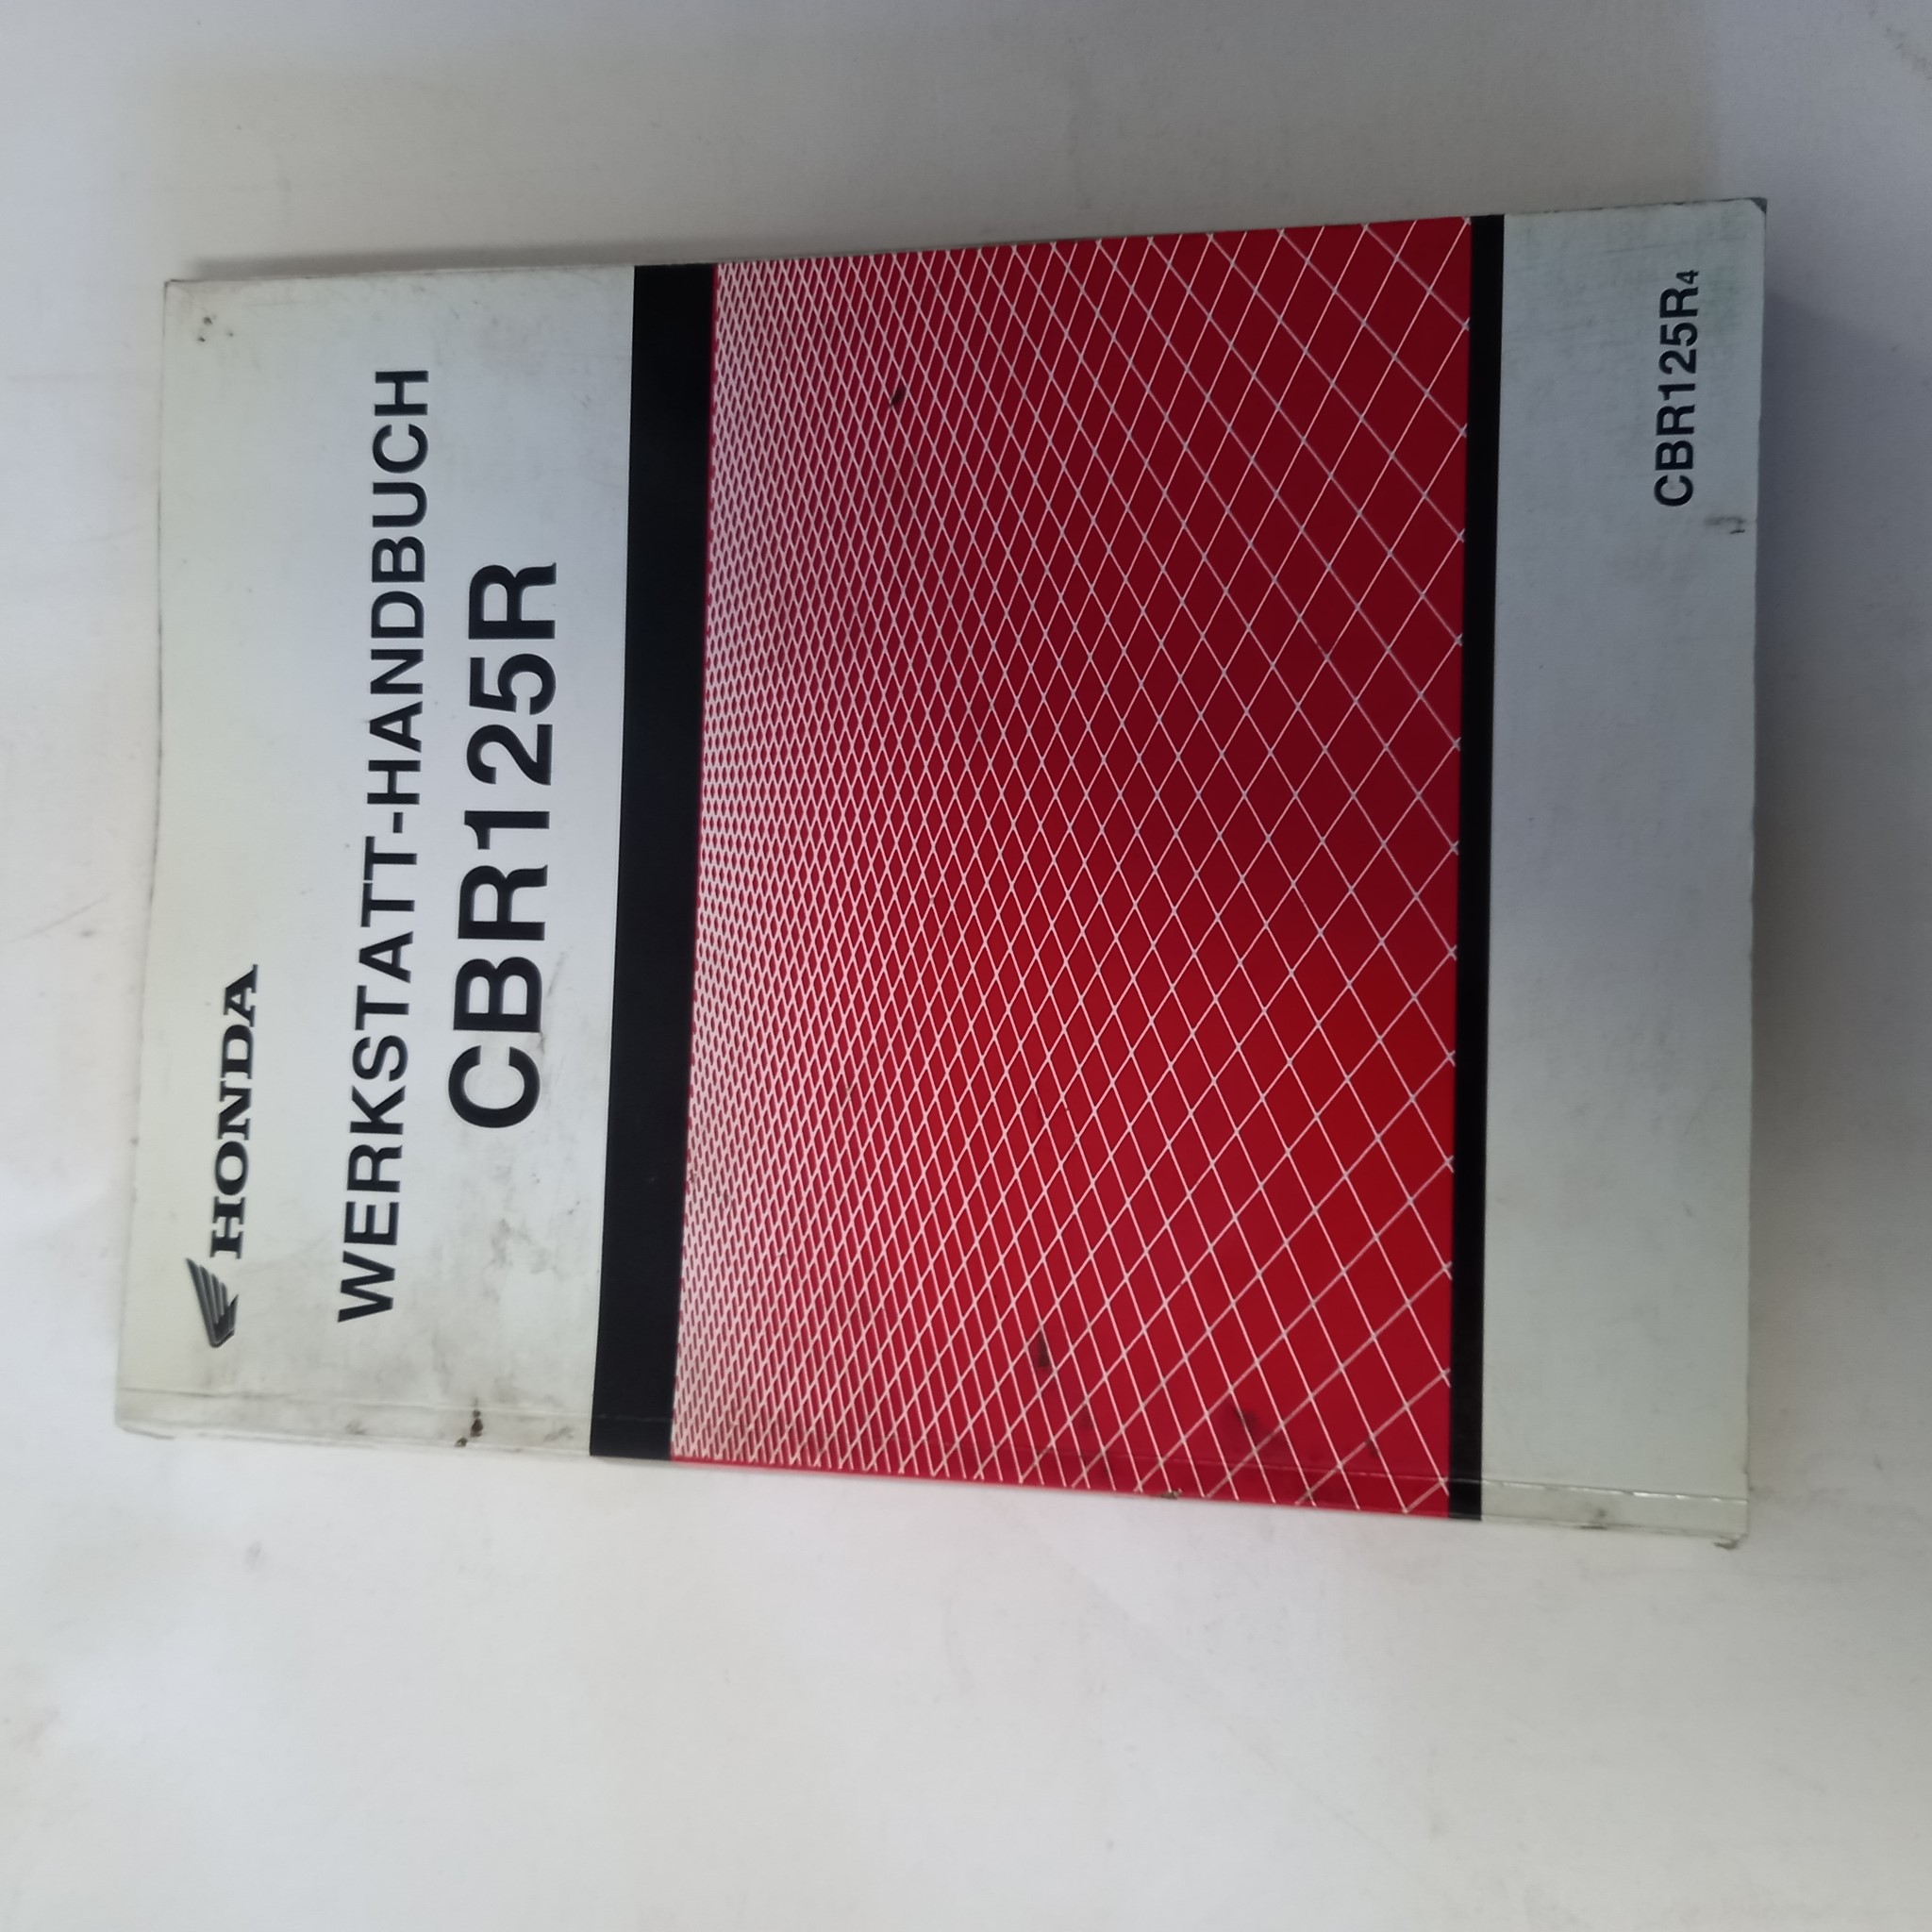 HONDA
WERKSTATT-HANDBUCH
CBR125R
CBR125R4